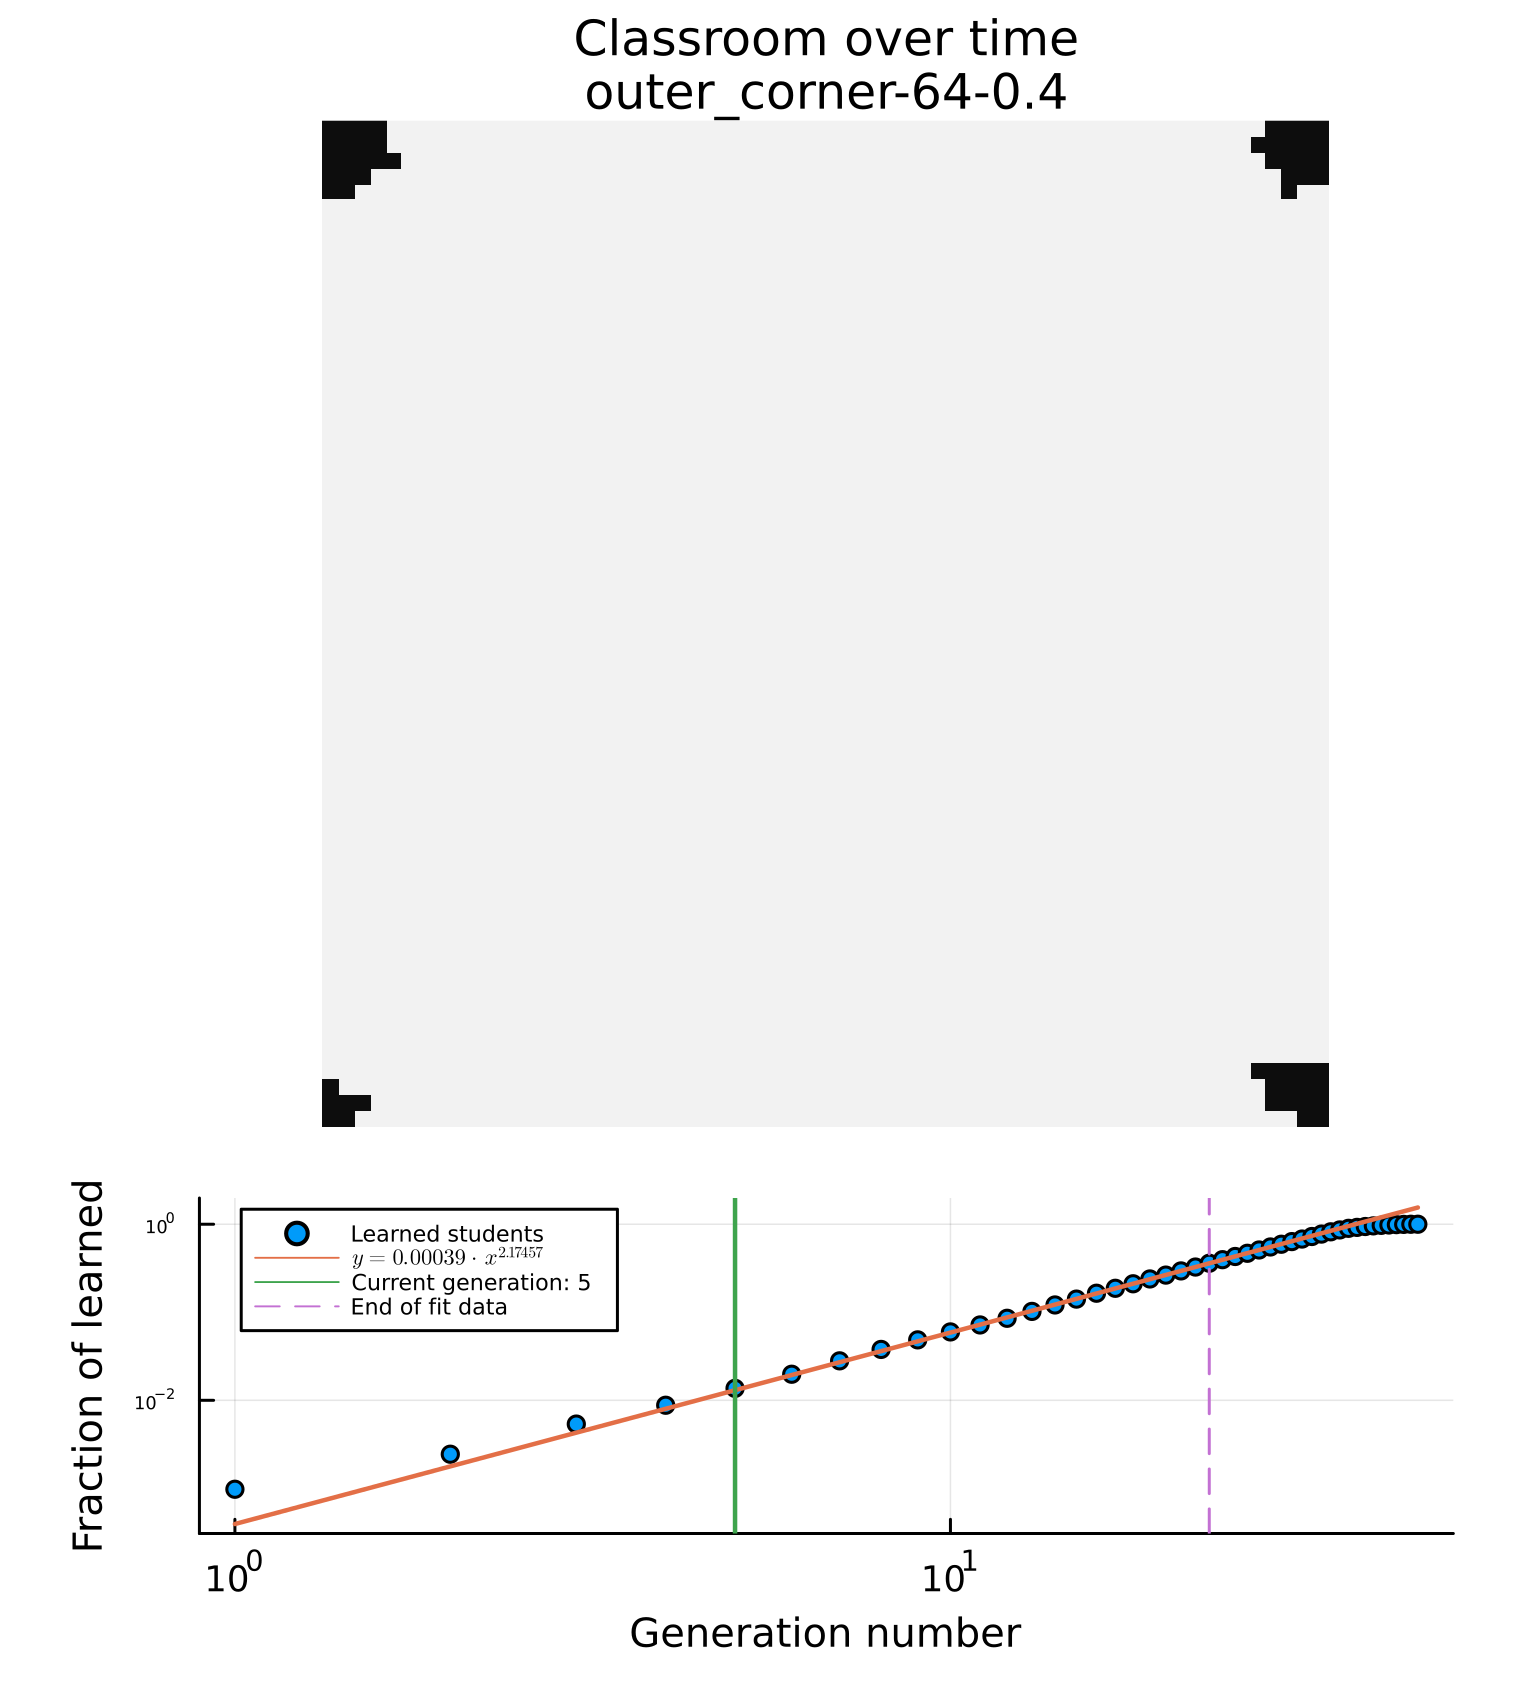 Classroom over time
outer_corner-64-0.4
Fraction of learned
10^0
10^−2
Learned students
y = 0.00039 · x^2.17457
Current generation: 5
End of fit data
10^0
10^1
Generation number